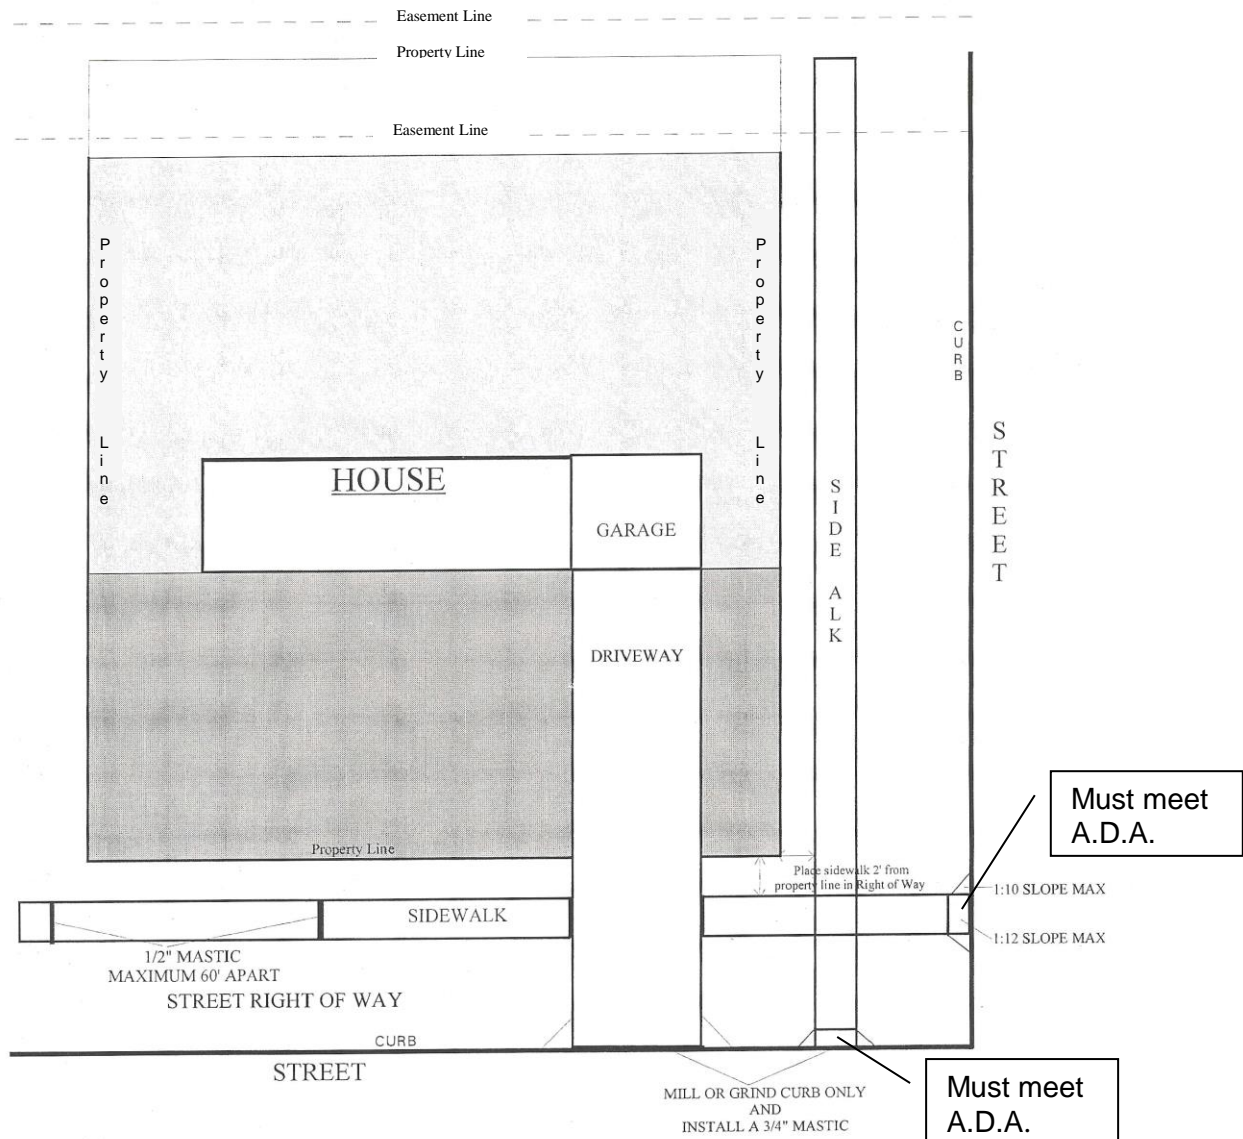 Easement Line
Property Line
Easement Line
Property Line
Property Line
CURB
STREET
HOUSE
GARAGE
SIDE ALK
DRIVEWAY
Must meet
A.D.A.
Property Line
Place sidewalk 2' from
property line in Right of Way
1:10 SLOPE MAX
SIDEWALK
1:12 SLOPE MAX
1/2" MASTIC
MAXIMUM 60' APART
STREET RIGHT OF WAY
CURB
STREET
MILL OR GRIND CURB ONLY
AND
INSTALL A 3/4" MASTIC
Must meet
A.D.A.